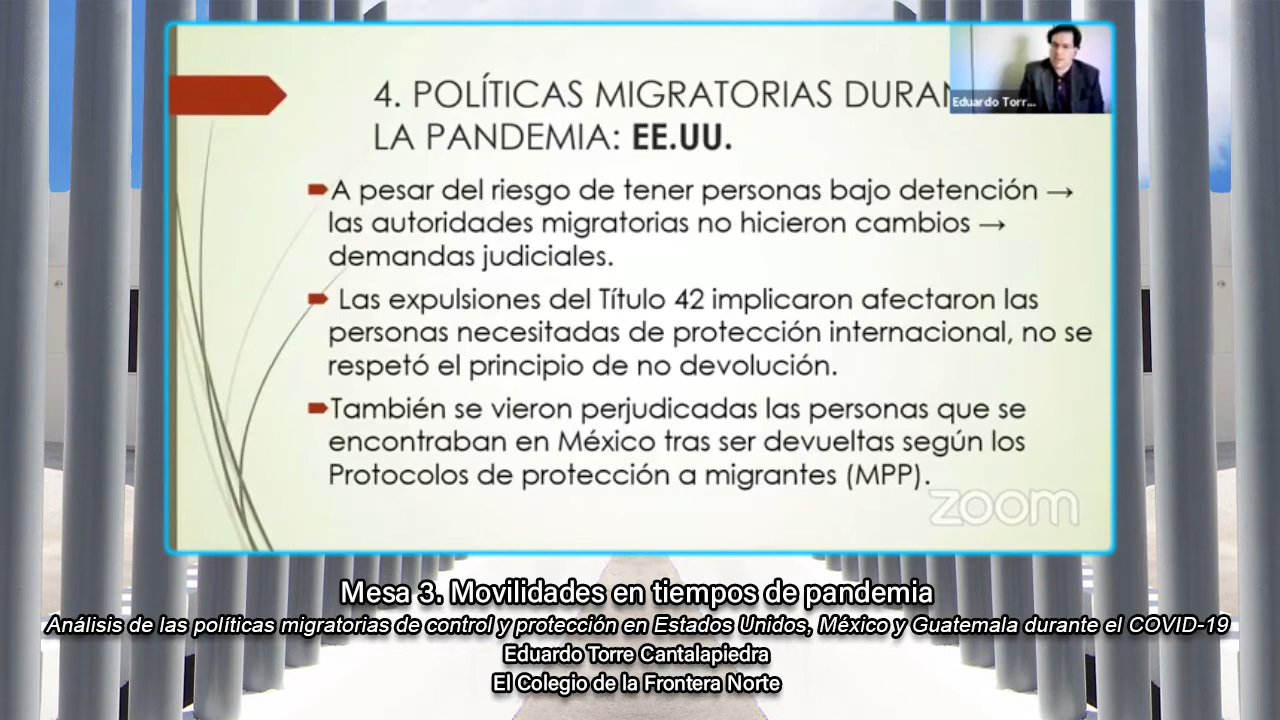 4. POLÍTICAS MIGRATORIAS DURAN
LA PANDEMIA: EE.UU.
Eduardo Torr...
A pesar del riesgo de tener personas bajo detención →
las autoridades migratorias no hicieron cambios →
demandas judiciales.
Las expulsiones del Título 42 implicaron afectaron las
personas necesitadas de protección internacional, no se
respetó el principio de no devolución.
También se vieron perjudicadas las personas que se
encontraban en México tras ser devueltas según los
Protocolos de protección a migrantes (MPP).
zoom
Mesa 3. Movilidades en tiempos de pandemia
Análisis de las políticas migratorias de control y protección en Estados Unidos, México y Guatemala durante el COVID-19
Eduardo Torre Cantalapiedra
El Colegio de la Frontera Norte